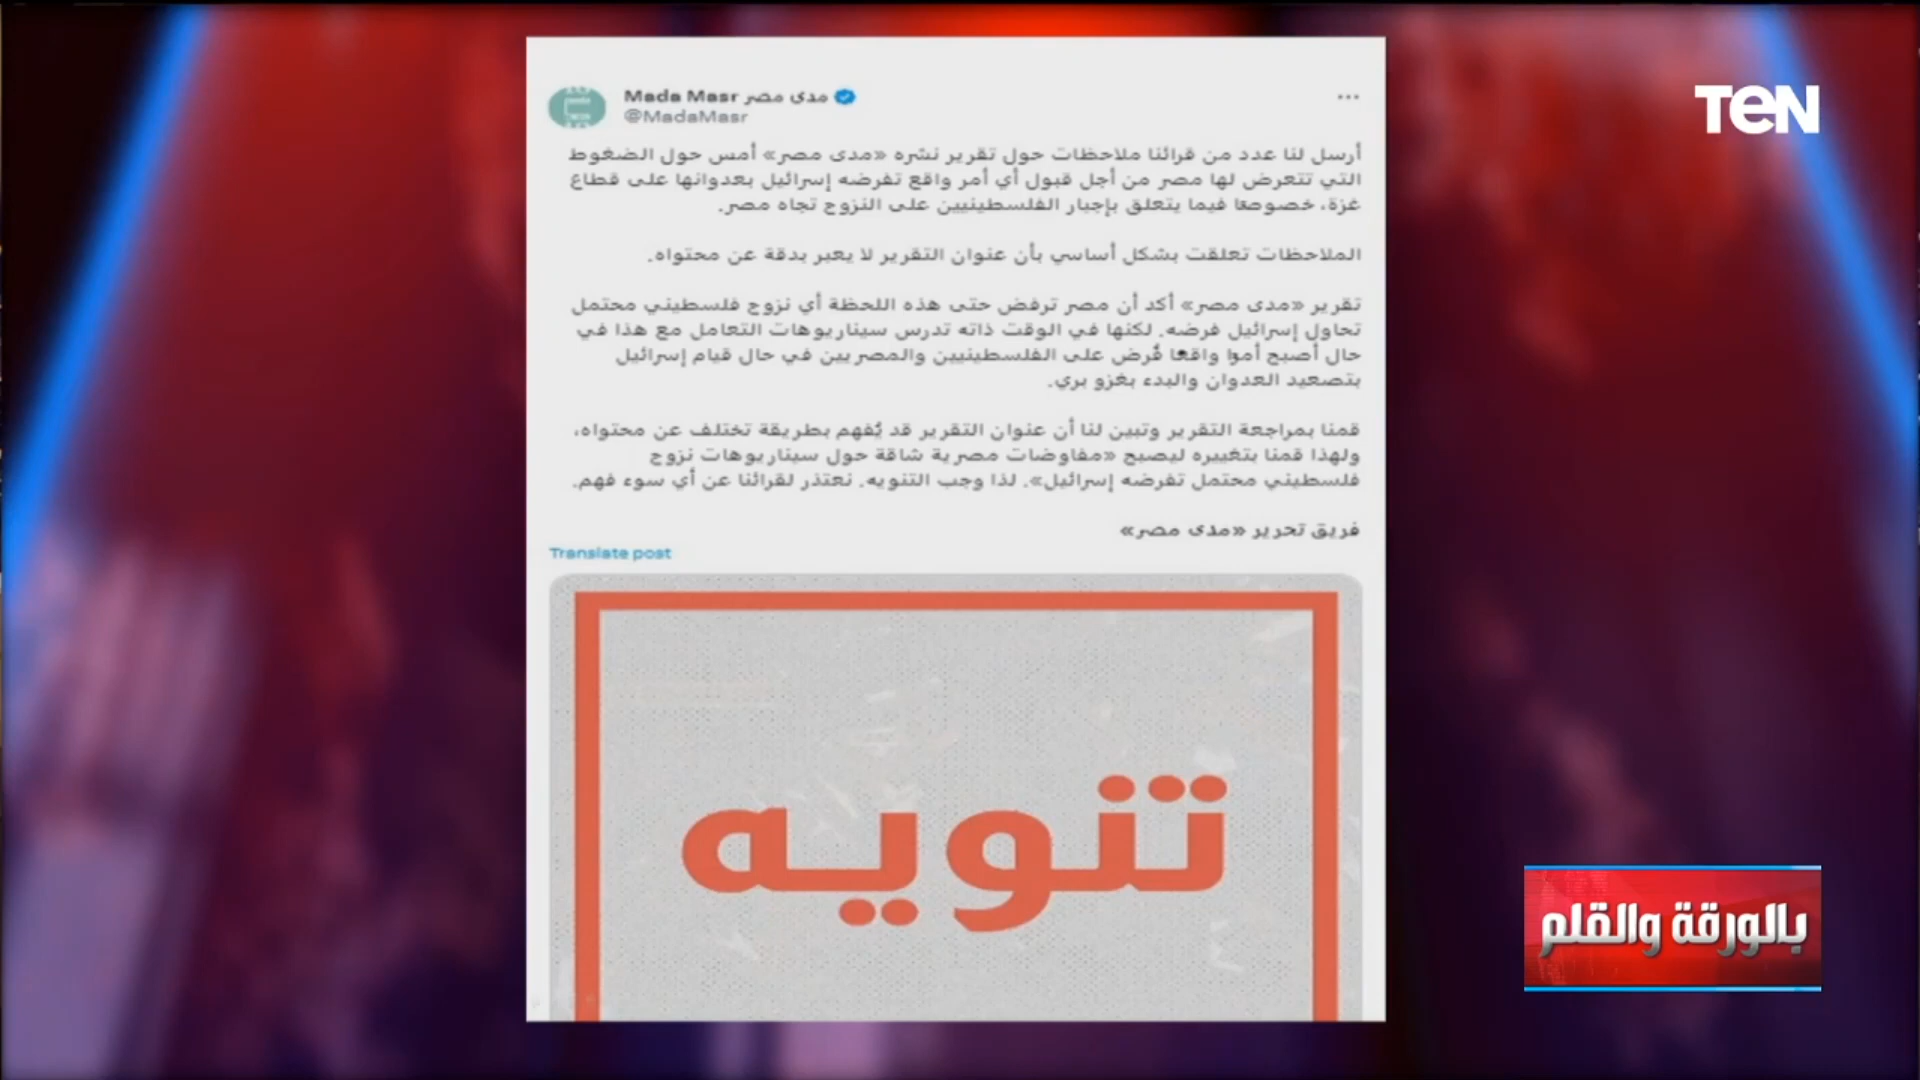 TeN
Mada Masr مدى مصر
@MadaMasr
أرسل لنا عدد من قرائنا ملاحظات حول تقرير نشره «مدى مصر» أمس حول الضغوط
التي تتعرض لها مصر من أجل قبول أي أمر واقع تفرضه إسرائيل بعدوانها على قطاع
غزة، خصوصًا فيما يتعلق بإجبار الفلسطينيين على النزوح تجاه مصر.
الملاحظات تعلقت بشكل أساسي بأن عنوان التقرير لا يعبر بدقة عن محتواه.
تقرير «مدى مصر» أكد أن مصر ترفض حتى هذه اللحظة أي نزوح فلسطيني محتمل
تحاول إسرائيل فرضه. لكنها في الوقت ذاته تدرس سيناريوهات التعامل مع هذا في
حال أصبح أمرًا واقعًا فُرض على الفلسطينيين والمصريين في حال قيام إسرائيل
بتصعيد العدوان والبدء بغزو بري.
قمنا بمراجعة التقرير وتبين لنا أن عنوان التقرير قد يُفهم بطريقة تختلف عن محتواه،
ولهذا قمنا بتغييره ليصبح «مفاوضات مصرية شاقة حول سيناريوهات نزوح
فلسطيني محتمل تفرضه إسرائيل». لذا وجب التنويه. نعتذر لقرائنا عن أي سوء فهم.
فريق تحرير «مدى مصر»
Translate post
تنويه
بالورقة والقلم